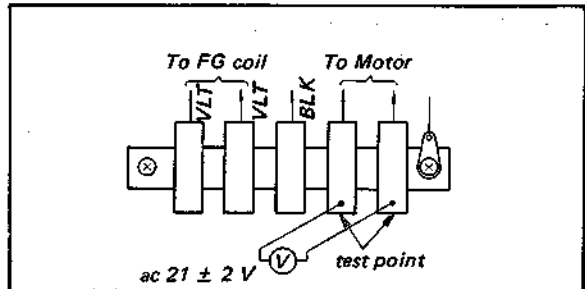 To FG coil To Motor
VLT VLT BLK
V
test point
ac 21 ± 2 V